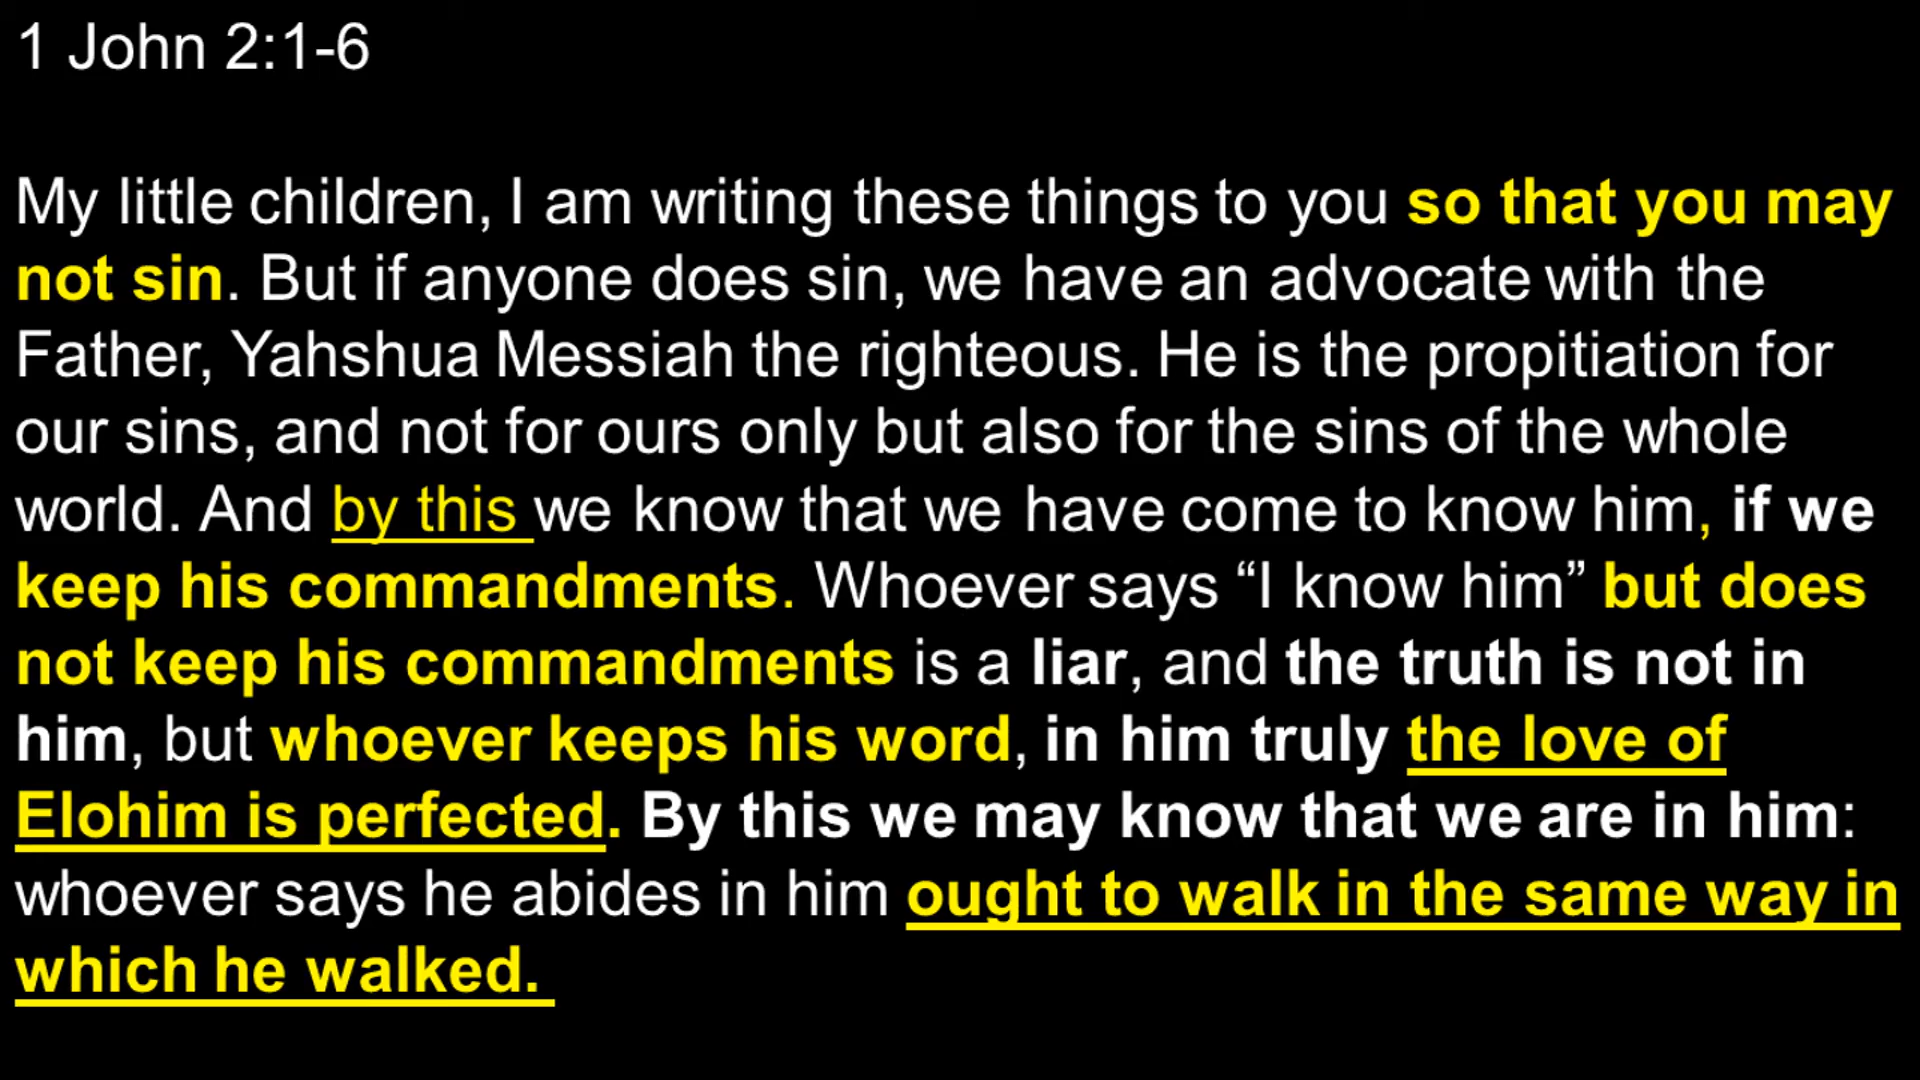 1 John 2:1-6
My little children, I am writing these things to you so that you may
not sin. But if anyone does sin, we have an advocate with the
Father, Yahshua Messiah the righteous. He is the propitiation for
our sins, and not for ours only but also for the sins of the whole
world. And by this we know that we have come to know him, if we
keep his commandments. Whoever says “I know him” but does
not keep his commandments is a liar, and the truth is not in
him, but whoever keeps his word, in him truly the love of
Elohim is perfected. By this we may know that we are in him:
whoever says he abides in him ought to walk in the same way in
which he walked.